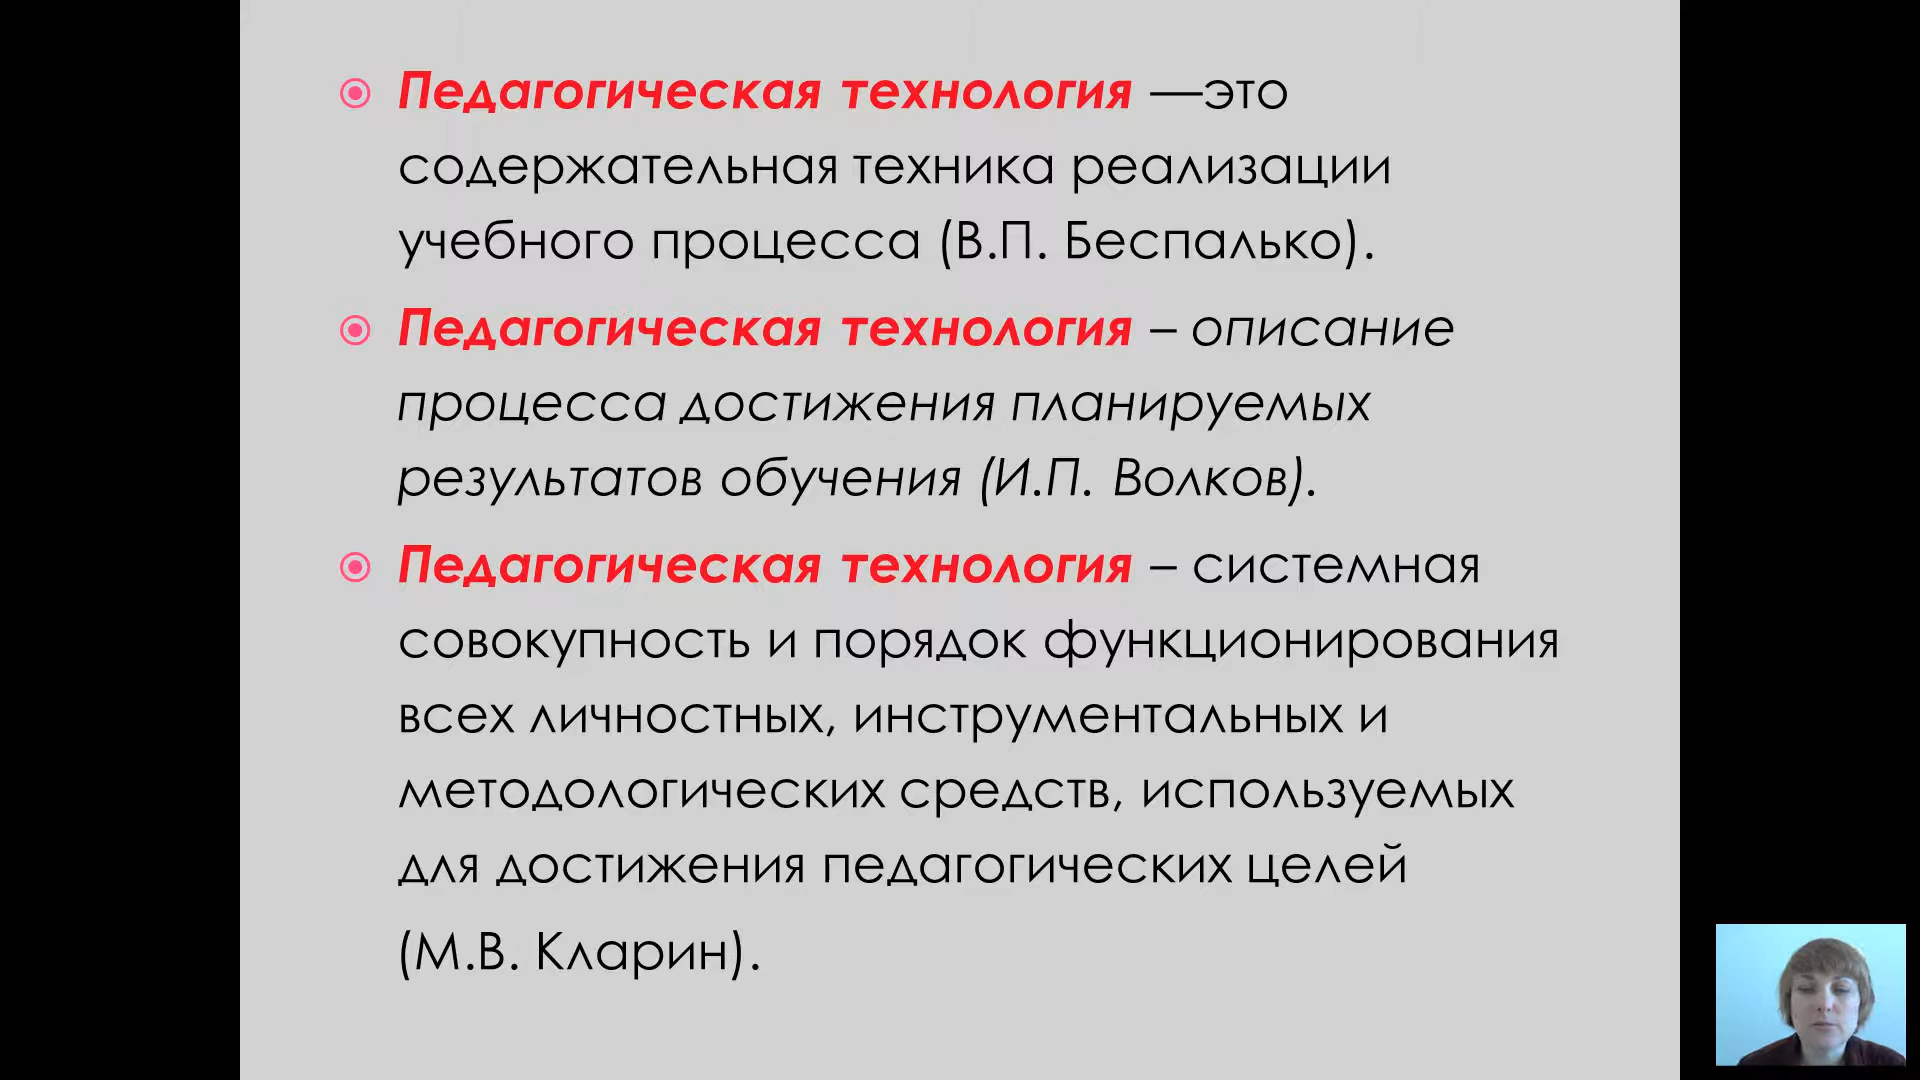 Педагогическая технология —это
содержательная техника реализации
учебного процесса (В.П. Беспалько).
Педагогическая технология – описание
процесса достижения планируемых
результатов обучения (И.П. Волков).
Педагогическая технология – системная
совокупность и порядок функционирования
всех личностных, инструментальных и
методологических средств, используемых
для достижения педагогических целей
(М.В. Кларин).